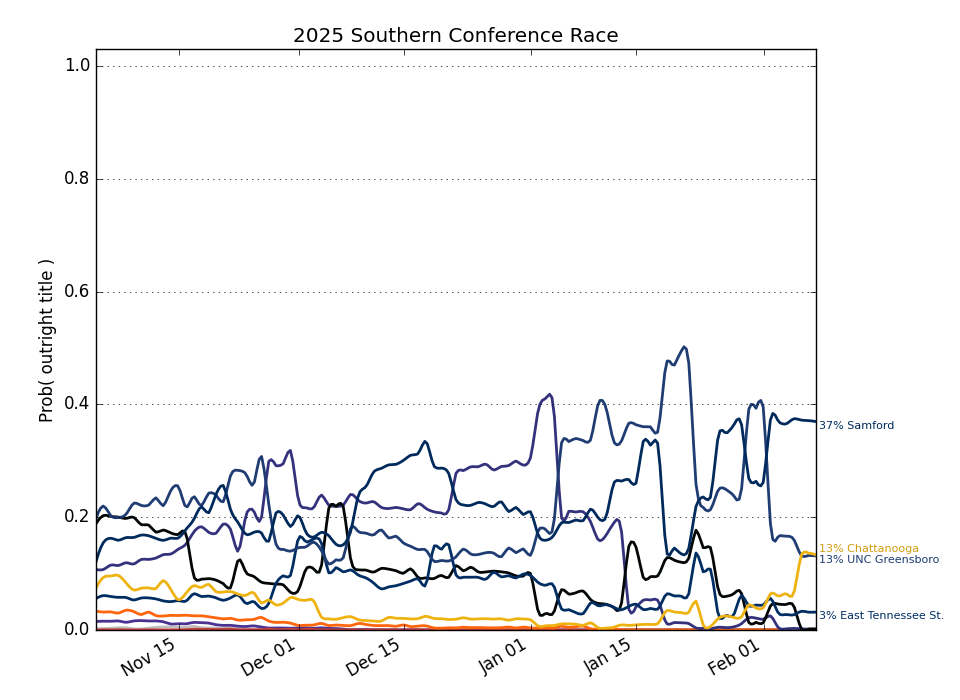 2025 Southern Conference Race
Prob( outright title )
1.0
0.8
0.6
0.4
0.2
0.0
Nov 15
Dec 01
Dec 15
Jan 01
Jan 15
Feb 01
37% Samford
13% Chattanooga
13% UNC Greensboro
3% East Tennessee St.